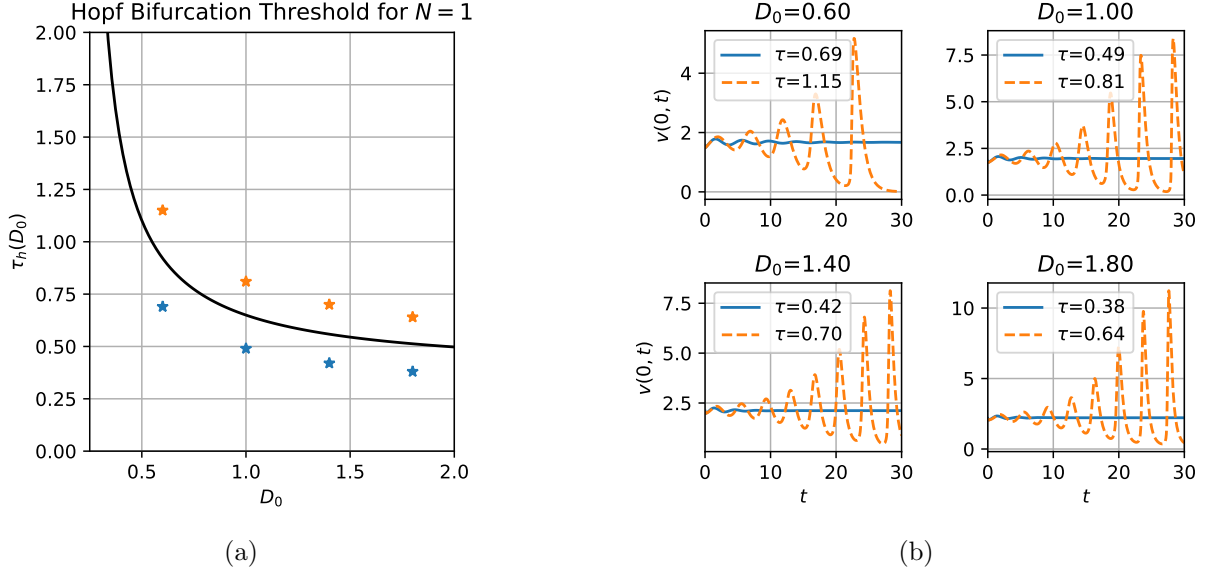 Hopf Bifurcation Threshold for N = 1
2.00
1.75
1.50
1.25
1.00
0.75
0.50
0.25
0.00
τh(D0)
0.5
1.0
1.5
2.0
D0
(a)
D0=0.60
τ=0.69
τ=1.15
4
2
0
v(0, t)
0
10
20
30
D0=1.00
τ=0.49
τ=0.81
7.5
5.0
2.5
0.0
0
10
20
30
D0=1.40
τ=0.42
τ=0.70
7.5
5.0
2.5
v(0, t)
0
10
20
30
t
D0=1.80
τ=0.38
τ=0.64
10
5
0
0
10
20
30
t
(b)